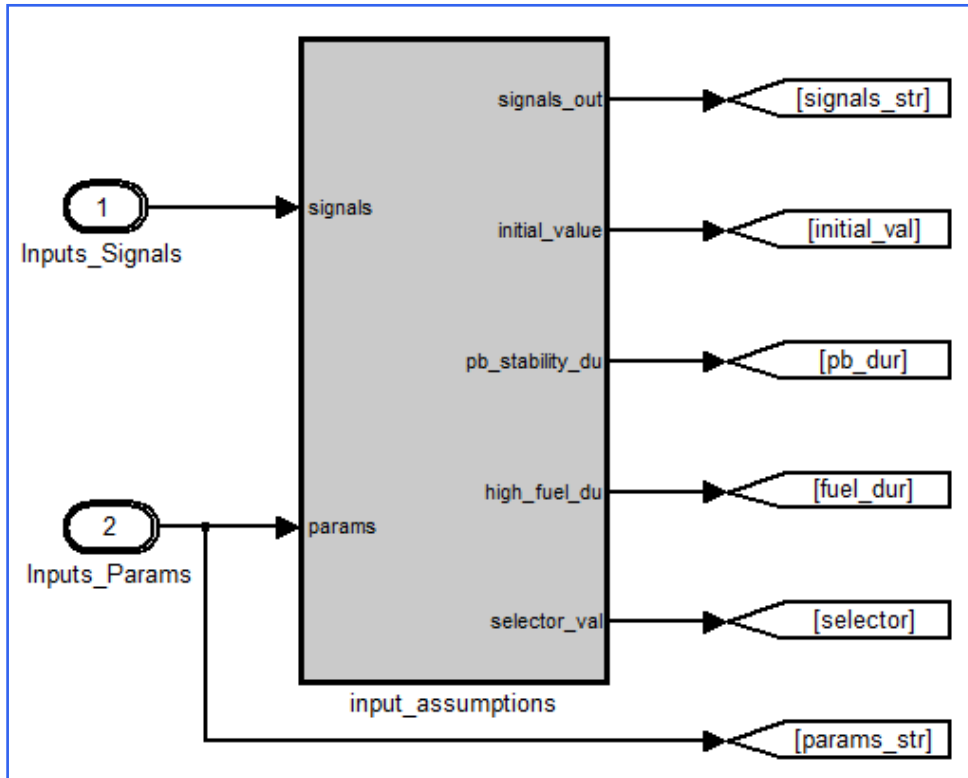 signals_out
[signals_str]
1
signals
Inputs_Signals
initial_value
[initial_val]
pb_stability_du
[pb_dur]
high_fuel_du
[fuel_dur]
2
params
Inputs_Params
selector_val
[selector]
input_assumptions
[params_str]